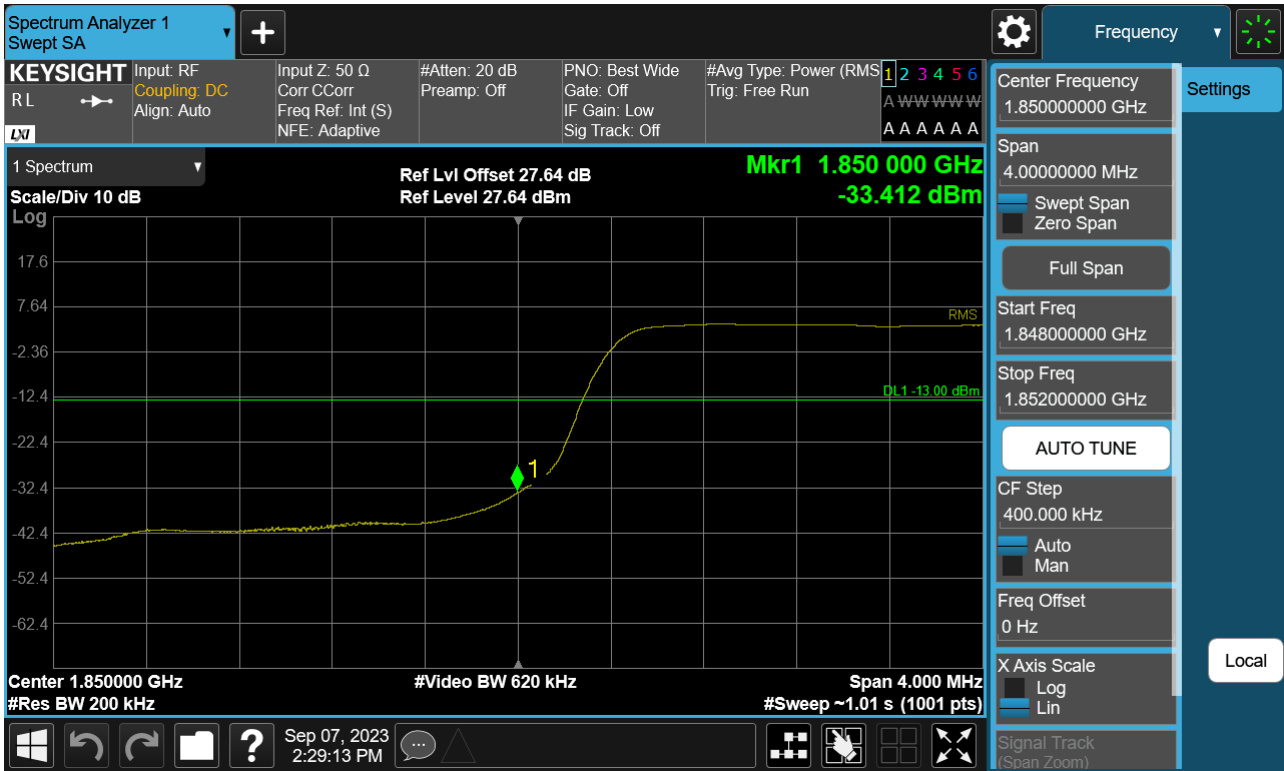 Spectrum Analyzer 1
Swept SA
Frequency
KEYSIGHT
R L
LXI
Input: RF
Coupling: DC
Align: Auto
Input Z: 50 Ω
Corr CCorr
Freq Ref: Int (S)
NFE: Adaptive
#Atten: 20 dB
Preamp: Off
PNO: Best Wide
Gate: Off
IF Gain: Low
Sig Track: Off
#Avg Type: Power (RMS
Trig: Free Run
1 2 3 4 5 6
A W W W W W
A A A A A A
1 Spectrum
Scale/Div 10 dB
Log
Ref Lvl Offset 27.64 dB
Ref Level 27.64 dBm
Mkr1 1.850 000 GHz
-33.412 dBm
17.6
7.64
-2.36
-12.4
-22.4
-32.4
-42.4
-52.4
-62.4
RMS
DL1 -13.00 dBm
1
Center 1.850000 GHz
#Res BW 200 kHz
#Video BW 620 kHz
Span 4.000 MHz
#Sweep ~1.01 s (1001 pts)
Center Frequency
1.850000000 GHz
Span
4.00000000 MHz
Swept Span
Zero Span
Full Span
Start Freq
1.848000000 GHz
Stop Freq
1.852000000 GHz
AUTO TUNE
CF Step
400.000 kHz
Auto
Man
Freq Offset
0 Hz
X Axis Scale
Log
Lin
Signal Track
(Span Zoom)
Settings
Local
?
Sep 07, 2023
2:29:13 PM